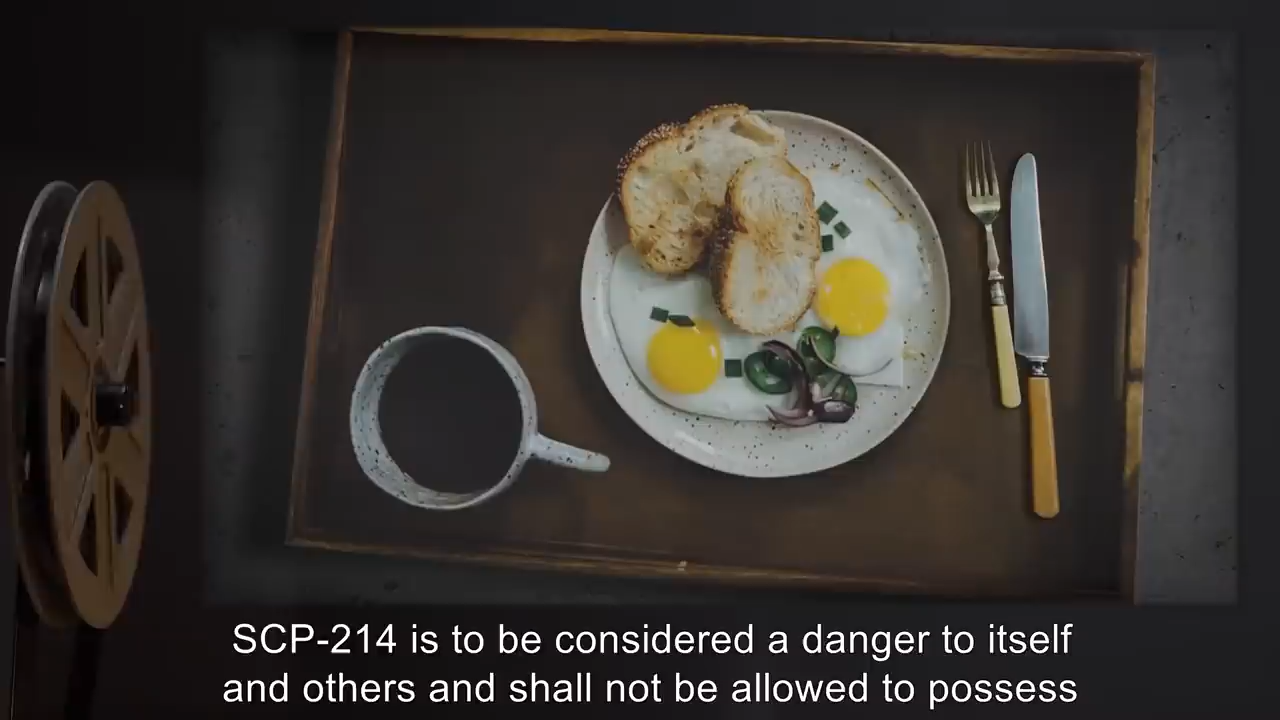 SCP-214 is to be considered a danger to itself
and others and shall not be allowed to possess